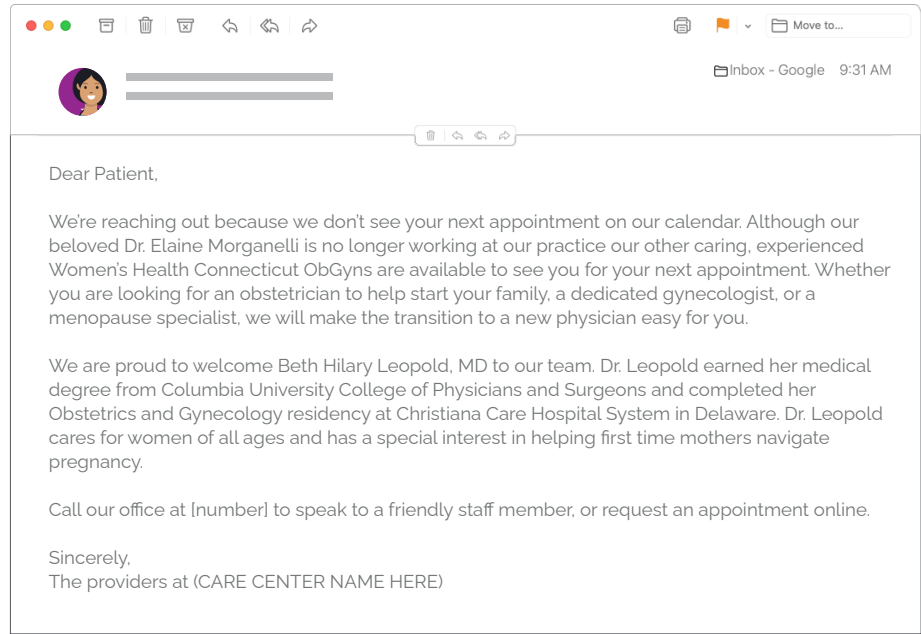 Move to...
Inbox - Google 9:31 AM
Dear Patient,
We're reaching out because we don't see your next appointment on our calendar. Although our
beloved Dr. Elaine Morganelli is no longer working at our practice our other caring, experienced
Women's Health Connecticut ObGyns are available to see you for your next appointment. Whether
you are looking for an obstetrician to help start your family, a dedicated gynecologist, or a
menopause specialist, we will make the transition to a new physician easy for you.
We are proud to welcome Beth Hilary Leopold, MD to our team. Dr. Leopold earned her medical
degree from Columbia University College of Physicians and Surgeons and completed her
Obstetrics and Gynecology residency at Christiana Care Hospital System in Delaware. Dr. Leopold
cares for women of all ages and has a special interest in helping first time mothers navigate
pregnancy.
Call our office at [number] to speak to a friendly staff member, or request an appointment online.
Sincerely,
The providers at (CARE CENTER NAME HERE)